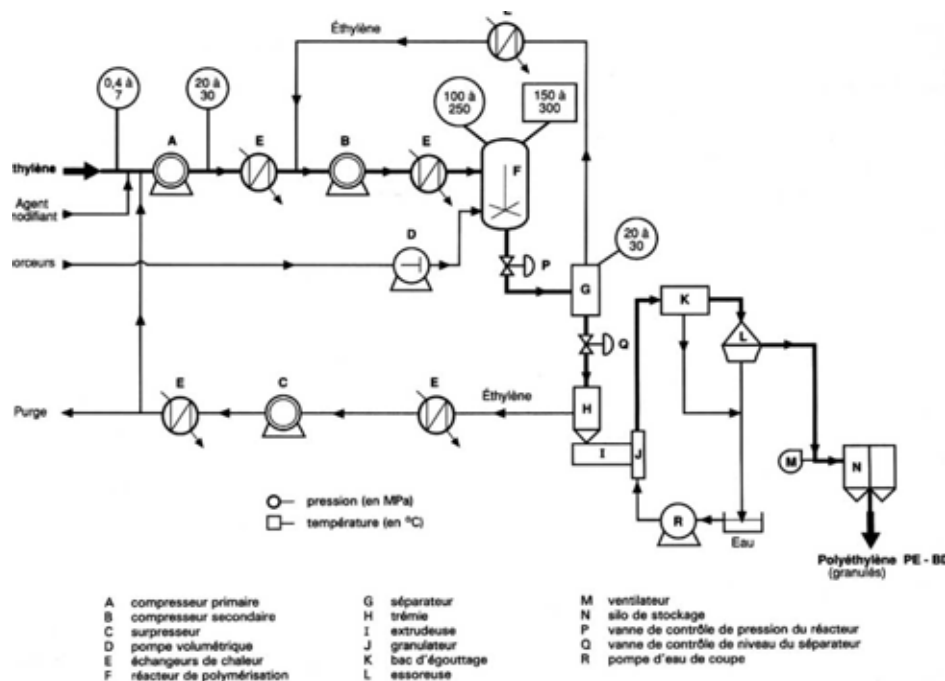 Éthylène
E
0,4 à
7
20 à
30
100 à
250
150 à
300
A
E
B
E
F
thylène
Agent
nodifiant
D
orceurs
P
20 à
30
G
K
L
Q
E
C
E
Éthylène
H
Purge
I
J
M
N
R
Eau
pression (en MPa)
température (en °C)
Polyéthylène PE - BD
(granulés)
A compresseur primaire
B compresseur secondaire
C surpresseur
D pompe volumétrique
E échangeurs de chaleur
F réacteur de polymérisation
G séparateur
H trémie
I extrudeuse
J granulateur
K bac d'égouttage
L essoreuse
M ventilateur
N silo de stockage
P vanne de contrôle de pression du réacteur
Q vanne de contrôle de niveau du séparateur
R pompe d'eau de coupe